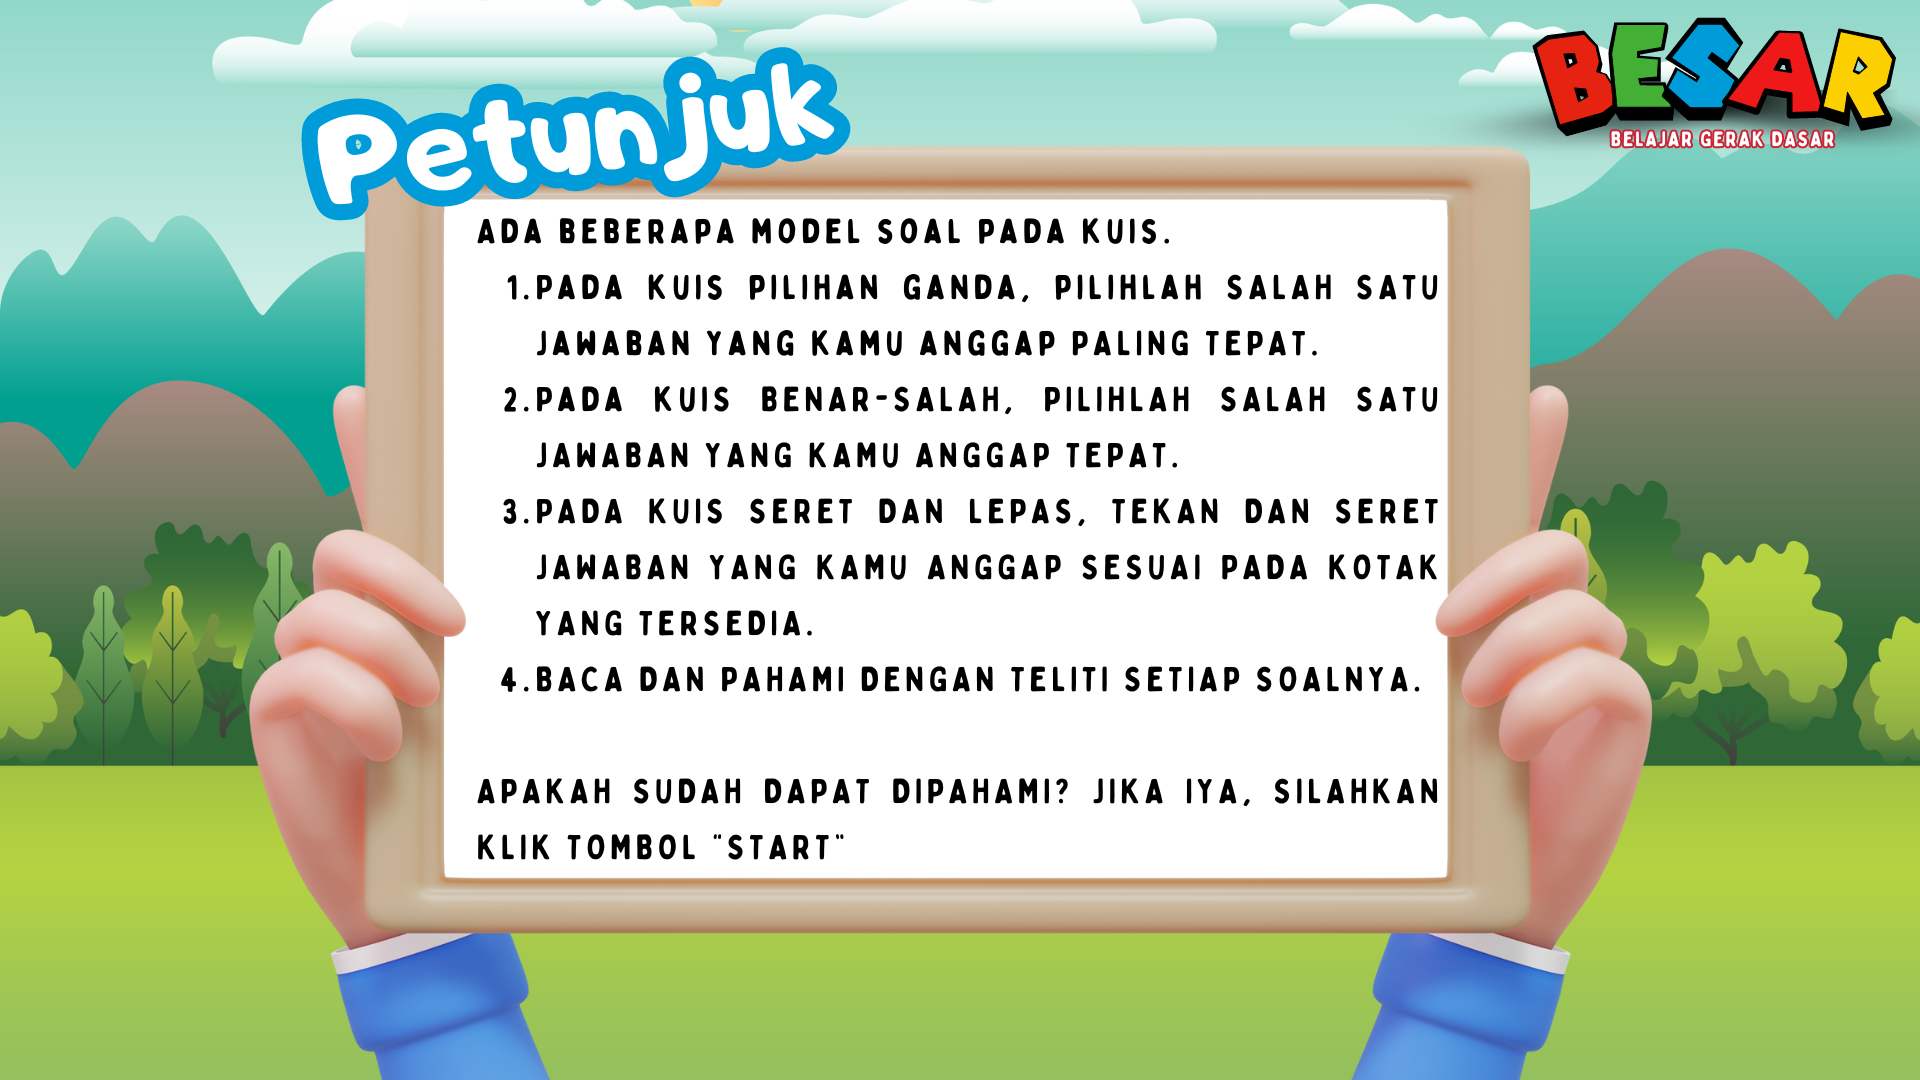 BESAR
BELAJAR GERAK DASAR
Petunjuk
ADA BEBERAPA MODEL SOAL PADA KUIS.
1. PADA KUIS PILIHAN GANDA, PILIHLAH SALAH SATU
JAWABAN YANG KAMU ANGGAP PALING TEPAT.
2. PADA KUIS BENAR-SALAH, PILIHLAH SALAH SATU
JAWABAN YANG KAMU ANGGAP TEPAT.
3. PADA KUIS SERET DAN LEPAS, TEKAN DAN SERET
JAWABAN YANG KAMU ANGGAP SESUAI PADA KOTAK
YANG TERSEDIA.
4. BACA DAN PAHAMI DENGAN TELITI SETIAP SOALNYA.
APAKAH SUDAH DAPAT DIPAHAMI? JIKA IYA, SILAHKAN
KLIK TOMBOL "START"